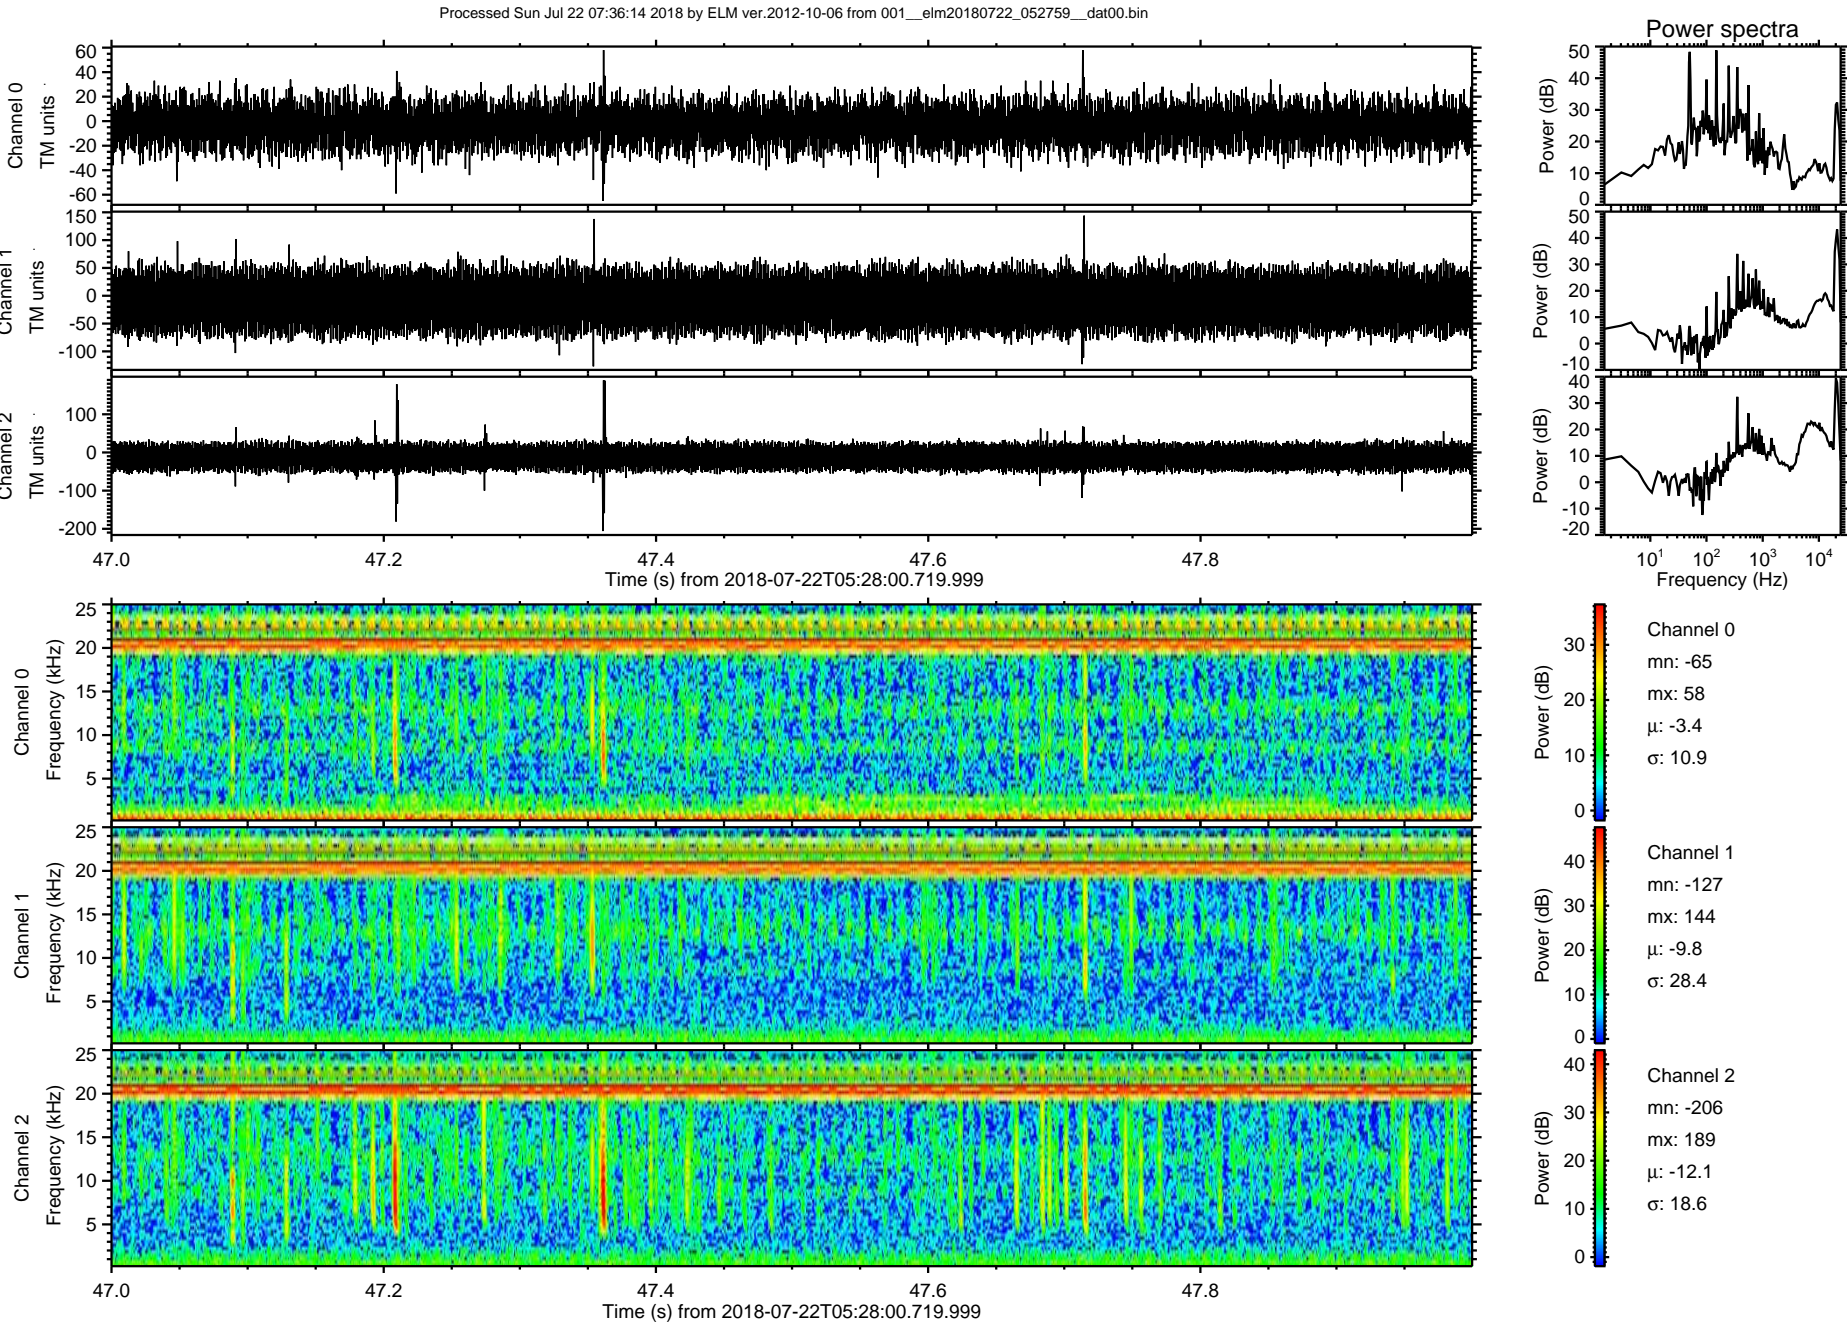 Processed Sun Jul 22 07:36:14 2018 by ELM ver.2012-10-06 from 001__elm20180722_052759__dat00.bin
Power spectra
Channel 0
TM units
60
40
20
0
-20
-40
-60
Power (dB)
50
40
30
20
10
0
Channel 1
TM units
150
100
50
0
-50
-100
Power (dB)
50
40
30
20
10
0
-10
Channel 2
TM units
100
0
-100
-200
Power (dB)
40
30
20
10
0
-10
-20
47.0 47.2 47.4 47.6 47.8
Time (s) from 2018-07-22T05:28:00.719.999
10¹ 10² 10³ 10⁴
Frequency (Hz)
Channel 0
Frequency (kHz)
25
20
15
10
5
Power (dB)
30
20
10
0
Channel 0
mn: -65
mx: 58
μ: -3.4
σ: 10.9
Channel 1
Frequency (kHz)
25
20
15
10
5
Power (dB)
40
30
20
10
0
Channel 1
mn: -127
mx: 144
μ: -9.8
σ: 28.4
Channel 2
Frequency (kHz)
25
20
15
10
5
Power (dB)
40
30
20
10
0
Channel 2
mn: -206
mx: 189
μ: -12.1
σ: 18.6
47.0 47.2 47.4 47.6 47.8
Time (s) from 2018-07-22T05:28:00.719.999